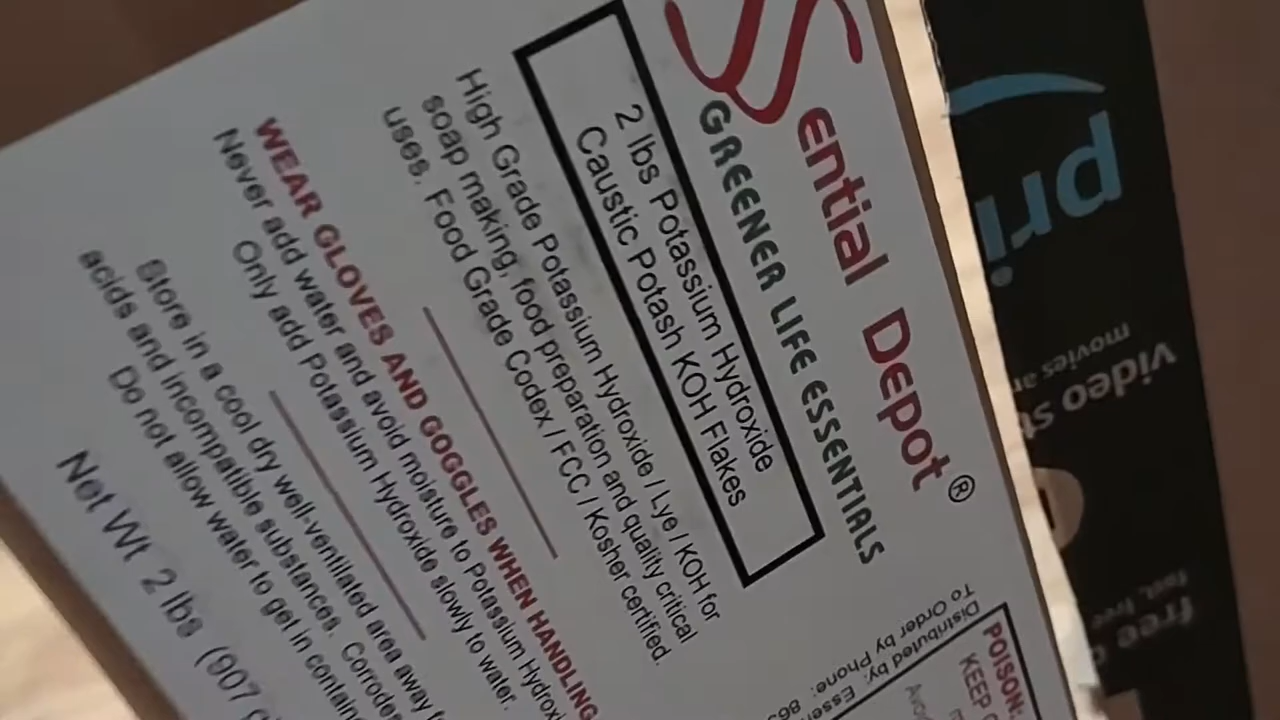 Sential Depot®
GREENER LIFE ESSENTIALS
2 lbs Potassium Hydroxide
Caustic Potash KOH Flakes
High Grade Potassium Hydroxide / Lye / KOH for
soap making, food preparation and quality critical
uses. Food Grade Codex / FCC / Kosher certified.
WEAR GLOVES AND GOGGLES WHEN HANDLING
Never add water and avoid moisture to Potassium
Only add Potassium Hydroxide slowly to water.
Store in a cool dry well-ventilated area away
acids and incompatible substances.
Do not allow water to get in
Net Wt 2 lbs (907
Distributed by:
To Order by Phone:
POISON:
KEEP
pri
video
movies
free
fast, free